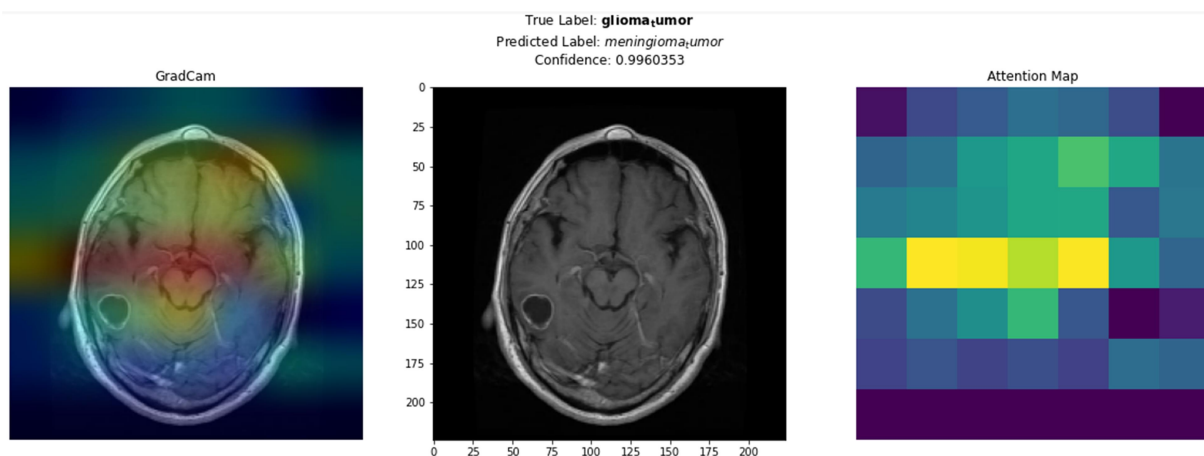 True Label: glioma_tumor
Predicted Label: meningioma_tumor
Confidence: 0.9960353
GradCam
Attention Map
0
25
50
75
100
125
150
175
200
0 25 50 75 100 125 150 175 200